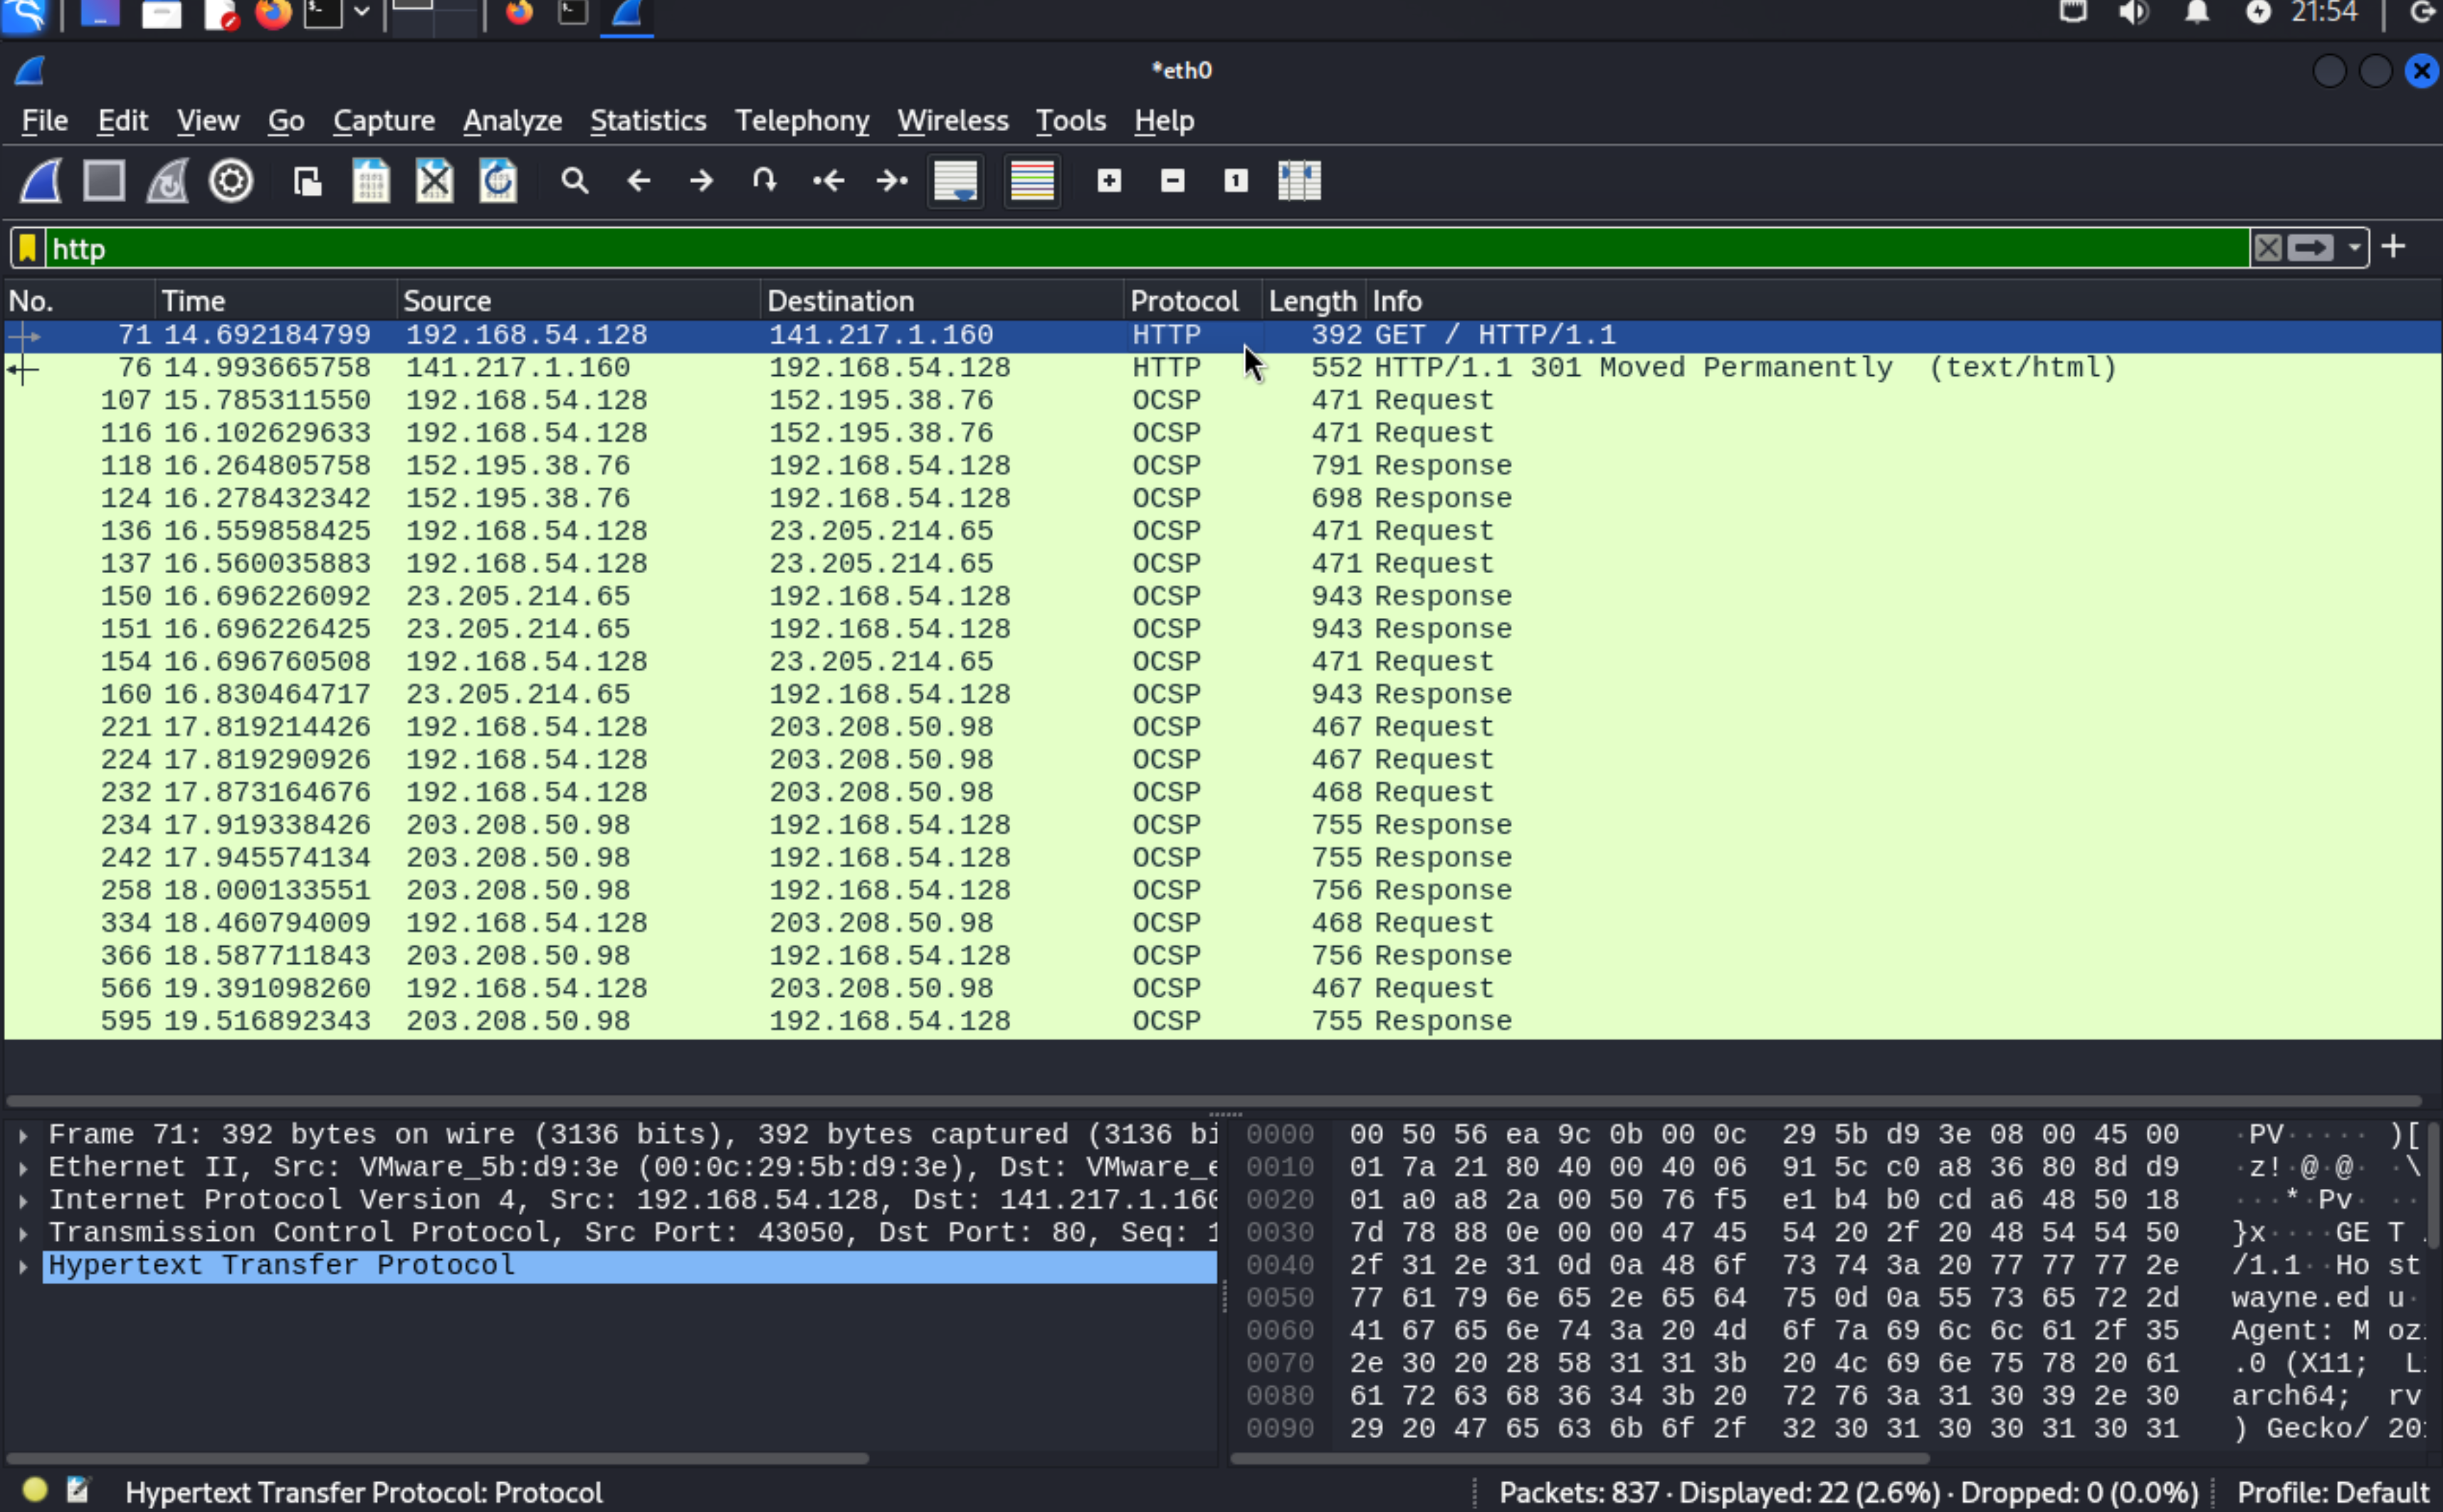 21:54
*eth0
File Edit View Go Capture Analyze Statistics Telephony Wireless Tools Help
http
No. Time Source Destination Protocol Length Info
71 14.692184799 192.168.54.128 141.217.1.160 HTTP 392 GET / HTTP/1.1
76 14.993665758 141.217.1.160 192.168.54.128 HTTP 552 HTTP/1.1 301 Moved Permanently (text/html)
107 15.785311550 192.168.54.128 152.195.38.76 OCSP 471 Request
116 16.102629633 192.168.54.128 152.195.38.76 OCSP 471 Request
118 16.264805758 152.195.38.76 192.168.54.128 OCSP 791 Response
124 16.278432342 152.195.38.76 192.168.54.128 OCSP 698 Response
136 16.559858425 192.168.54.128 23.205.214.65 OCSP 471 Request
137 16.560035883 192.168.54.128 23.205.214.65 OCSP 471 Request
150 16.696226092 23.205.214.65 192.168.54.128 OCSP 943 Response
151 16.696226425 23.205.214.65 192.168.54.128 OCSP 943 Response
154 16.696760508 192.168.54.128 23.205.214.65 OCSP 471 Request
160 16.830464717 23.205.214.65 192.168.54.128 OCSP 943 Response
221 17.819214426 192.168.54.128 203.208.50.98 OCSP 467 Request
224 17.819290926 192.168.54.128 203.208.50.98 OCSP 467 Request
232 17.873164676 192.168.54.128 203.208.50.98 OCSP 468 Request
234 17.919338426 203.208.50.98 192.168.54.128 OCSP 755 Response
242 17.945574134 203.208.50.98 192.168.54.128 OCSP 755 Response
258 18.000133551 203.208.50.98 192.168.54.128 OCSP 756 Response
334 18.460794009 192.168.54.128 203.208.50.98 OCSP 468 Request
366 18.587711843 203.208.50.98 192.168.54.128 OCSP 756 Response
566 19.391098260 192.168.54.128 203.208.50.98 OCSP 467 Request
595 19.516892343 203.208.50.98 192.168.54.128 OCSP 755 Response
Frame 71: 392 bytes on wire (3136 bits), 392 bytes captured (3136 bi
Ethernet II, Src: VMware_5b:d9:3e (00:0c:29:5b:d9:3e), Dst: VMware_e
Internet Protocol Version 4, Src: 192.168.54.128, Dst: 141.217.1.160
Transmission Control Protocol, Src Port: 43050, Dst Port: 80, Seq: 1
Hypertext Transfer Protocol
0000 00 50 56 ea 9c 0b 00 0c 29 5b d9 3e 08 00 45 00 ·PV····· )[
0010 01 7a 21 80 40 00 40 06 91 5c c0 a8 36 80 8d d9 ·z!·@·@· ·\
0020 01 a0 a8 2a 00 50 76 f5 e1 b4 b0 cd a6 48 50 18 ···*·Pv· ··
0030 7d 78 88 0e 00 00 47 45 54 20 2f 20 48 54 54 50 }x····GE T
0040 2f 31 2e 31 0d 0a 48 6f 73 74 3a 20 77 77 77 2e /1.1··Ho st
0050 77 61 79 6e 65 2e 65 64 75 0d 0a 55 73 65 72 2d wayne.ed u·
0060 41 67 65 6e 74 3a 20 4d 6f 7a 69 6c 6c 61 2f 35 Agent: M oz
0070 2e 30 20 28 58 31 31 3b 20 4c 69 6e 75 78 20 61 .0 (X11; L
0080 61 72 63 68 36 34 3b 20 72 76 3a 31 30 39 2e 30 arch64; rv
0090 29 20 47 65 63 6b 6f 2f 32 30 31 30 30 31 30 31 ) Gecko/ 20
Hypertext Transfer Protocol: Protocol
Packets: 837 · Displayed: 22 (2.6%) · Dropped: 0 (0.0%)
Profile: Default